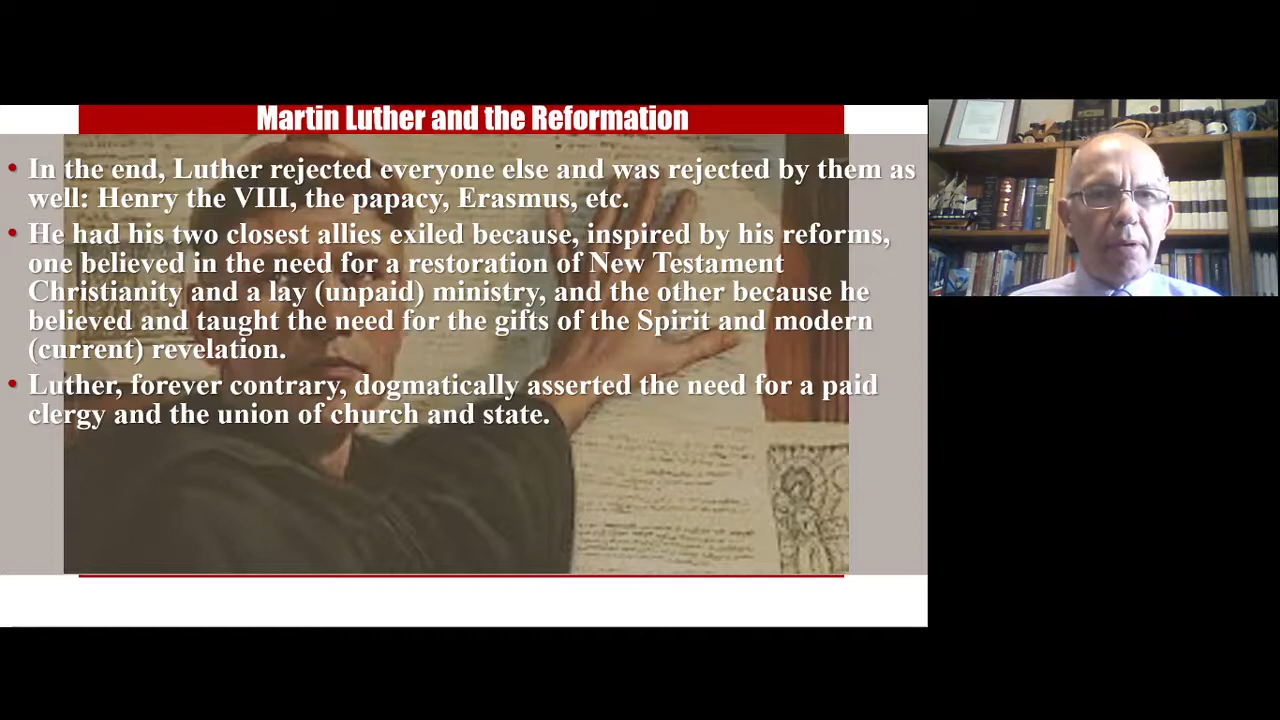 Martin Luther and the Reformation
• In the end, Luther rejected everyone else and was rejected by them as
well: Henry the VIII, the papacy, Erasmus, etc.
• He had his two closest allies exiled because, inspired by his reforms,
one believed in the need for a restoration of New Testament
Christianity and a lay (unpaid) ministry, and the other because he
believed and taught the need for the gifts of the Spirit and modern
(current) revelation.
• Luther, forever contrary, dogmatically asserted the need for a paid
clergy and the union of church and state.